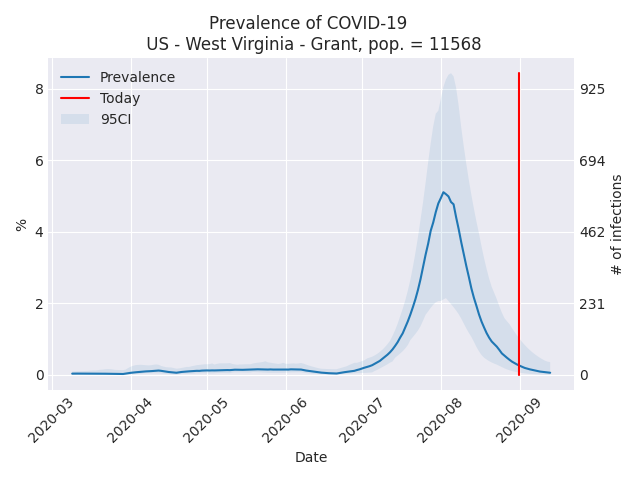 Prevalence of COVID-19
US - West Virginia - Grant, pop. = 11568
Prevalence
Today
95CI
8
6
4
2
0
%
925
694
462
231
0
# of infections
2020-03
2020-04
2020-05
2020-06
2020-07
2020-08
2020-09
Date